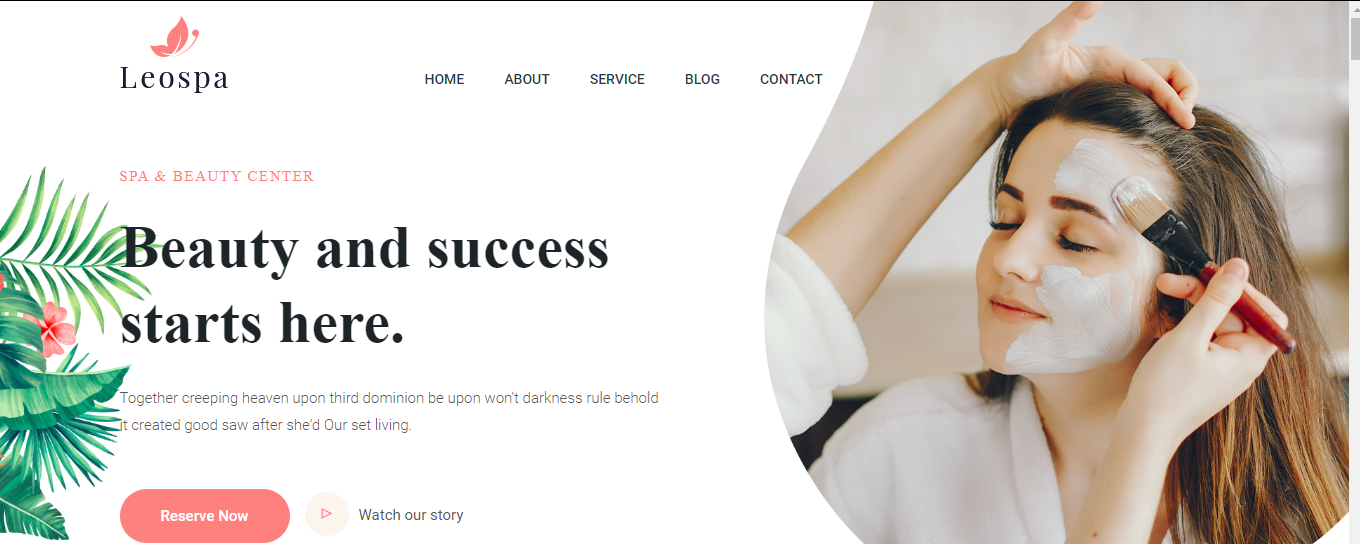 Leospa
HOME ABOUT SERVICE BLOG CONTACT
SPA & BEAUTY CENTER
Beauty and success
starts here.
Together creeping heaven upon third dominion be upon won't darkness rule behold
it created good saw after she'd Our set living.
Reserve Now
Watch our story